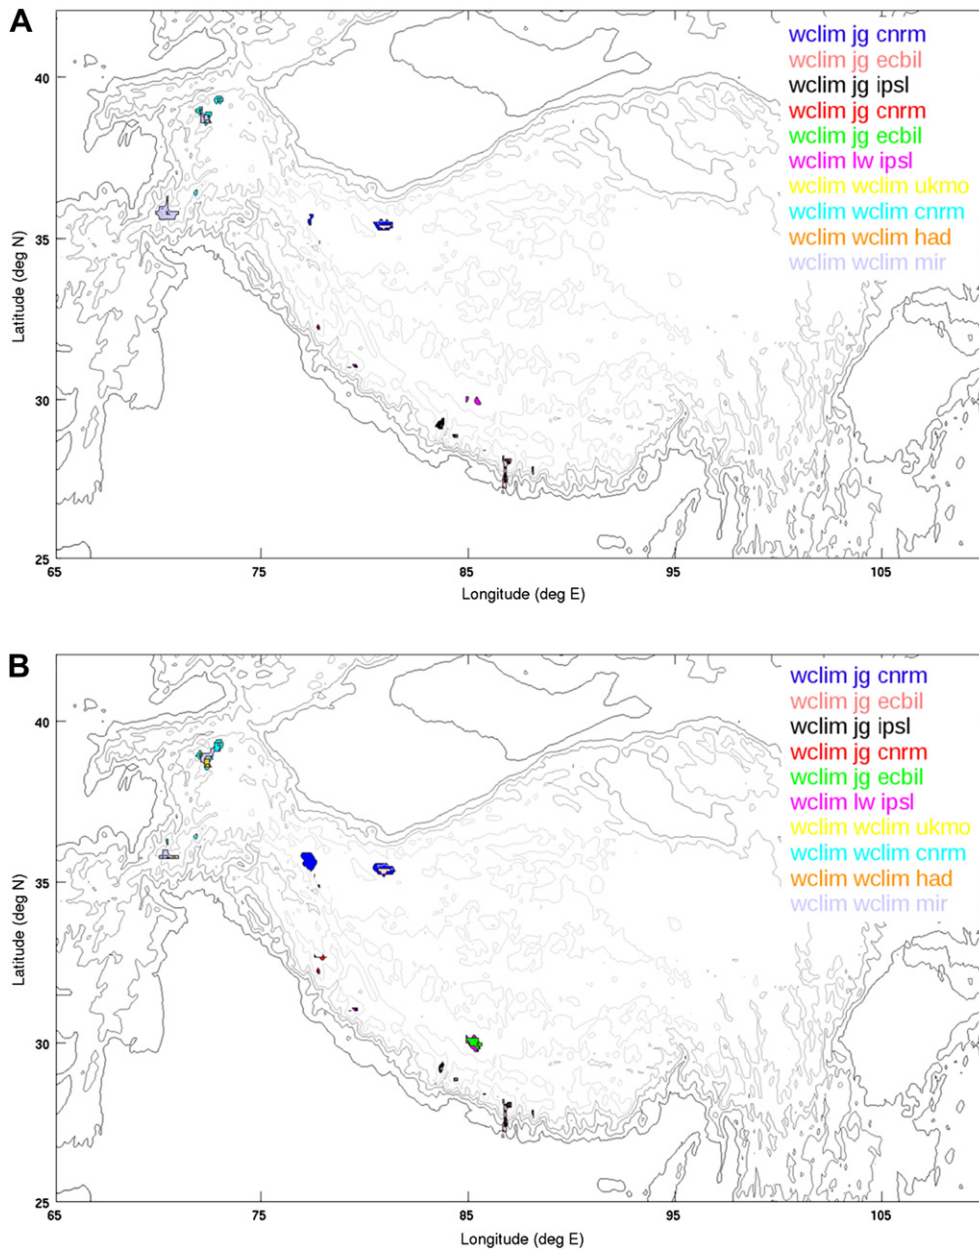 A
wclim jg cnrm
wclim jg ecbil
wclim jg ipsl
wclim jg cnrm
wclim jg ecbil
wclim lw ipsl
wclim wclim ukmo
wclim wclim cnrm
wclim wclim had
wclim wclim mir
40
35
30
25
Latitude (deg N)
65
75
85
95
105
Longitude (deg E)
B
wclim jg cnrm
wclim jg ecbil
wclim jg ipsl
wclim jg cnrm
wclim jg ecbil
wclim lw ipsl
wclim wclim ukmo
wclim wclim cnrm
wclim wclim had
wclim wclim mir
40
35
30
25
Latitude (deg N)
65
75
85
95
105
Longitude (deg E)